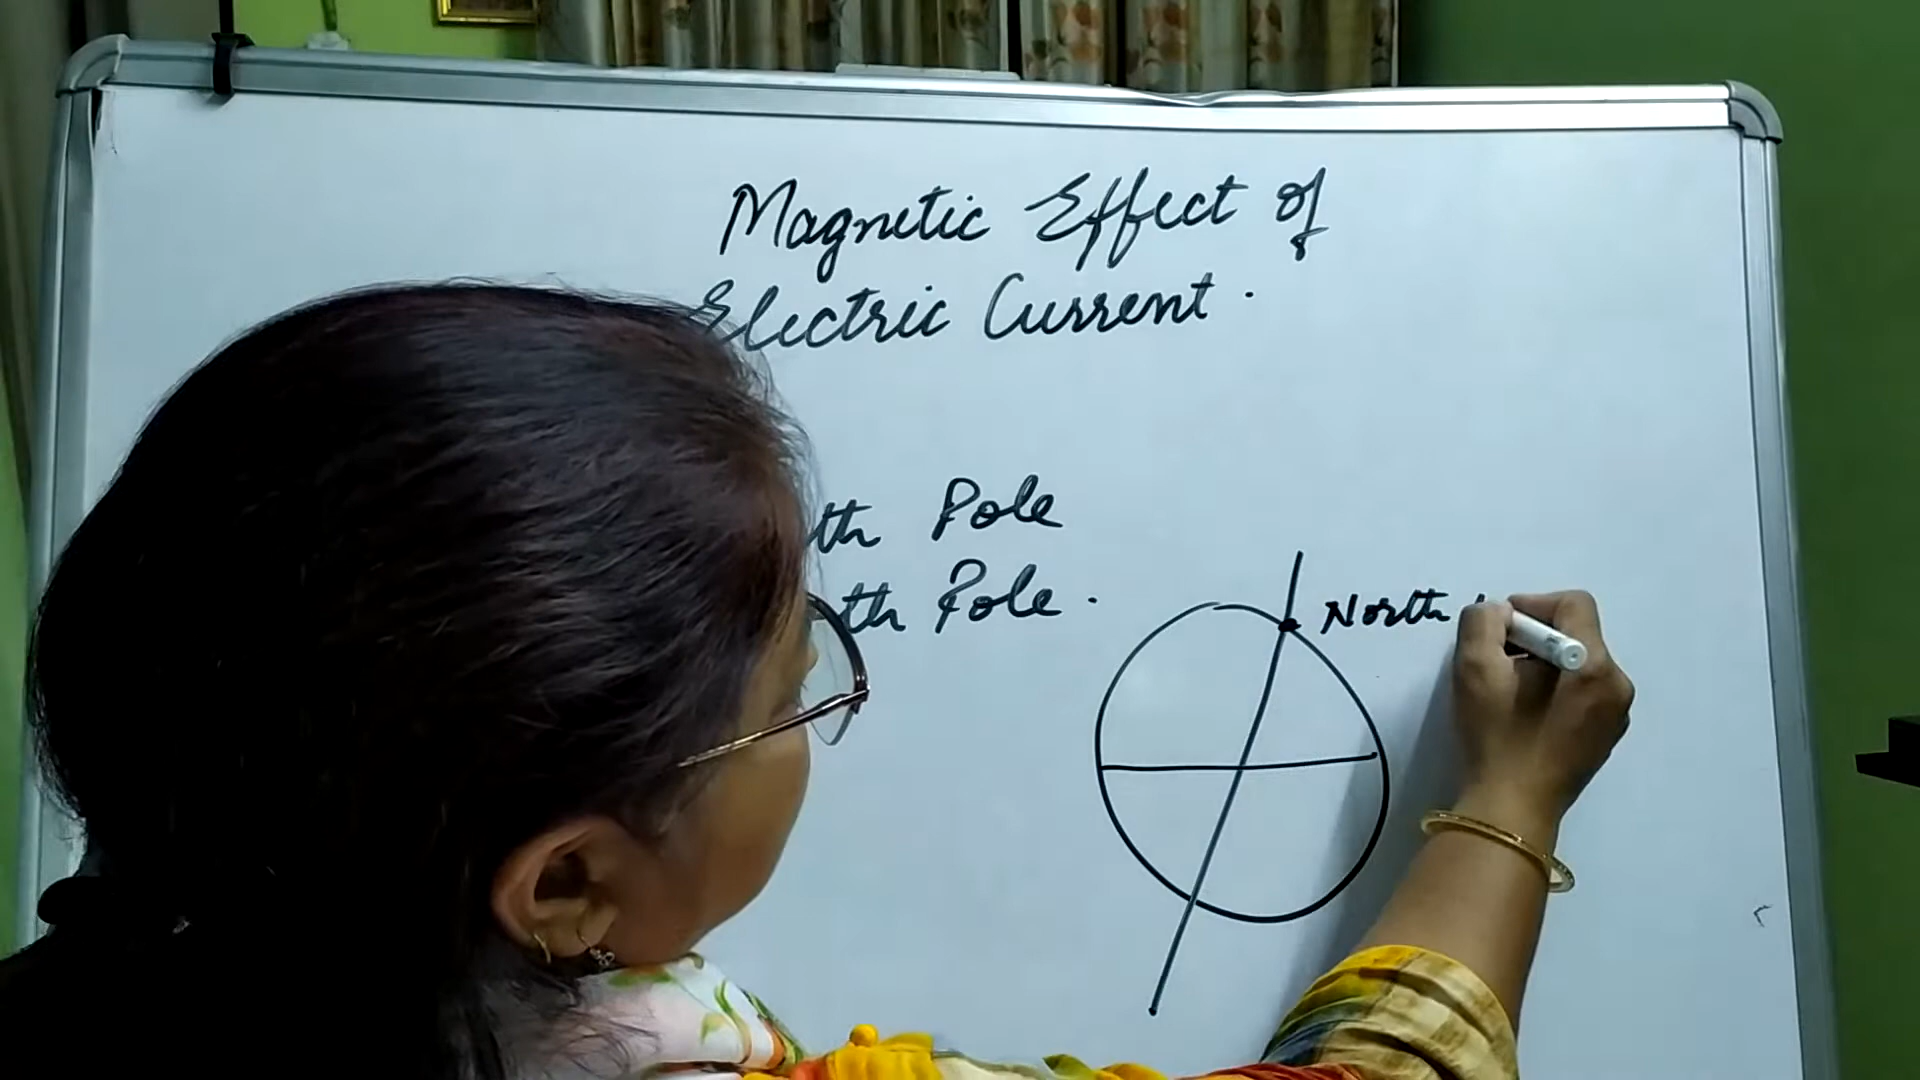 Magnetic Effect of
Electric Current.
th Pole
th Pole.
North